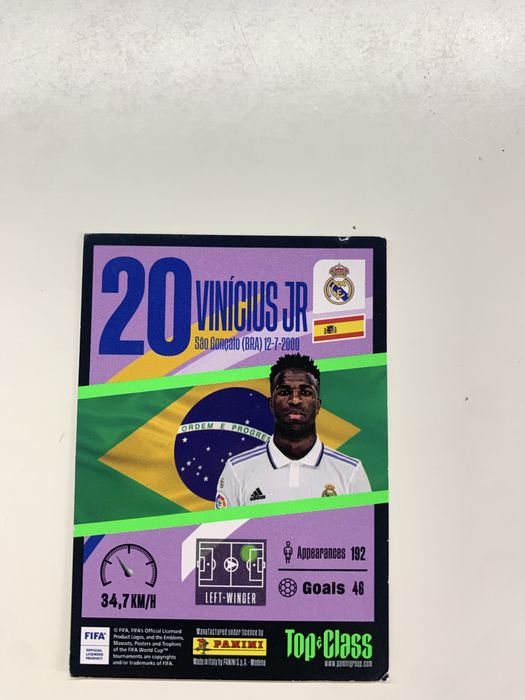 20
VINÍCIUS JR
São Gonçalo (BRA) 12-7-2000
ORDEM E PROGRE
adidas
34,7 KM/H
LEFT-WINGER
Appearances 192
Goals 46
FIFA®
OFFICIAL
LICENSED
PRODUCT
© FIFA, FIFA's Official Licensed
Product Logos, and the Emblems,
Mascots, Posters and Trophies
of the FIFA World Cup™
tournaments are copyrights
and/or trademarks of FIFA.
Manufactured under licence by
PANINI
Made in Italy by PANINI S.p.A. - Modena
Top Class
www.paninigroup.com